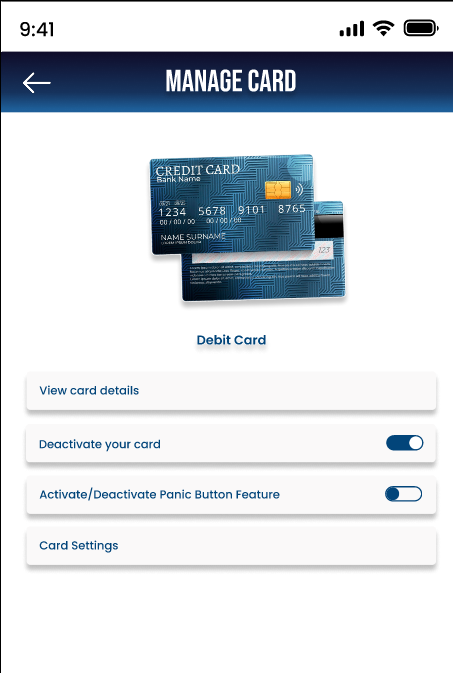 9:41
MANAGE CARD
CREDIT CARD
Bank Name
1234 5678 9101 8765
00 / 00 / 00 00 / 00 / 00
NAME SURNAME
123
Debit Card
View card details
Deactivate your card
Activate/Deactivate Panic Button Feature
Card Settings